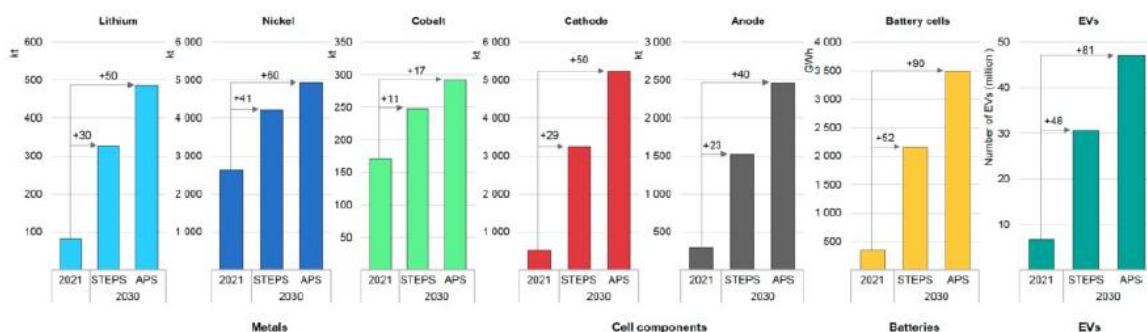 Lithium Nickel Cobalt Cathode Anode Battery cells EVs
kt 600 500 400 300 200 100 +50 +30 2021 STEPS APS 2030
kt 6 000 5 000 4 000 3 000 2 000 1 000 +60 +41 2021 STEPS APS 2030
kt 350 300 250 200 150 100 50 +17 +11 2021 STEPS APS 2030
kt 6 000 5 000 4 000 3 000 2 000 1 000 +50 +29 2021 STEPS APS 2030
kt 3 000 2 500 2 000 1 500 1 000 500 +40 +23 2021 STEPS APS 2030
GWh 4 000 3 500 3 000 2 500 2 000 1 500 1 000 500 +90 +52 2021 STEPS APS 2030
Number of EVs (million) 50 40 30 20 10 +81 +48 2021 STEPS APS 2030
Metals Cell components Batteries EVs